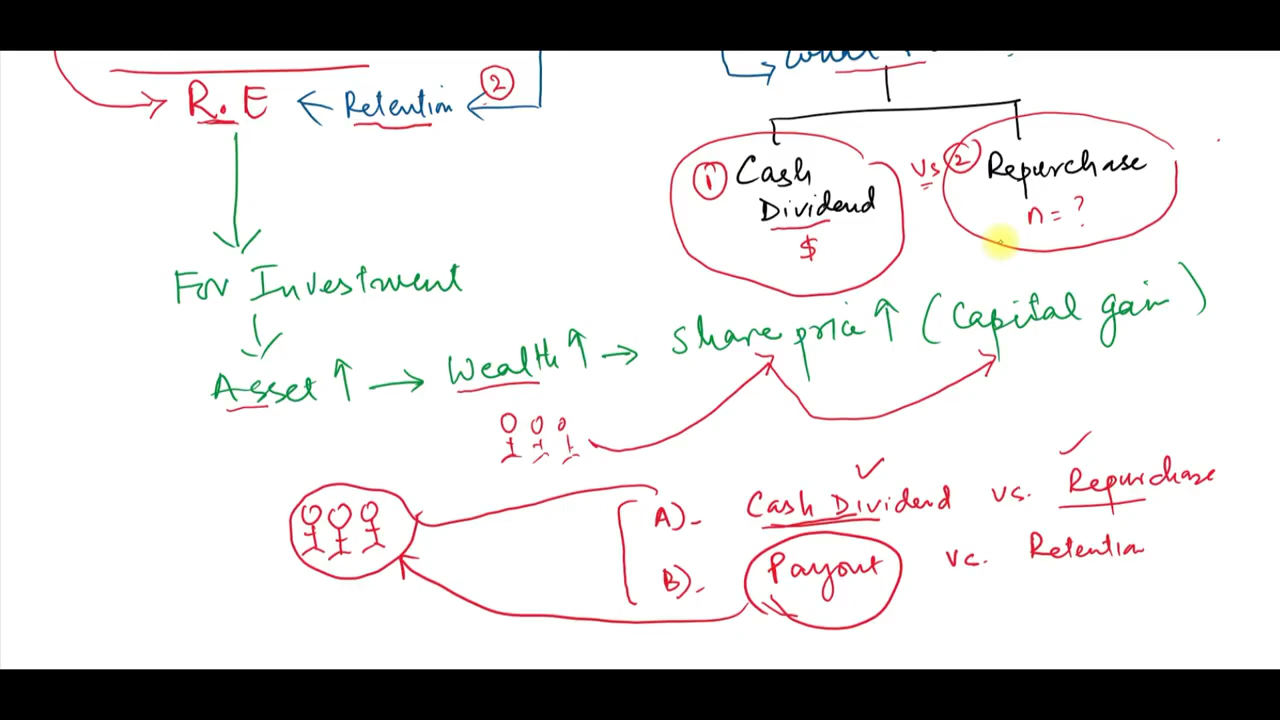 R.E
Retention
②
① Cash
Dividend
$
vs
② Repurchase
n = ?
For Investment
Asset ↑ → Wealth ↑ → Share price ↑ (Capital gain)
A)- Cash Dividend vs. Repurchase
B)- Payout vs. Retention